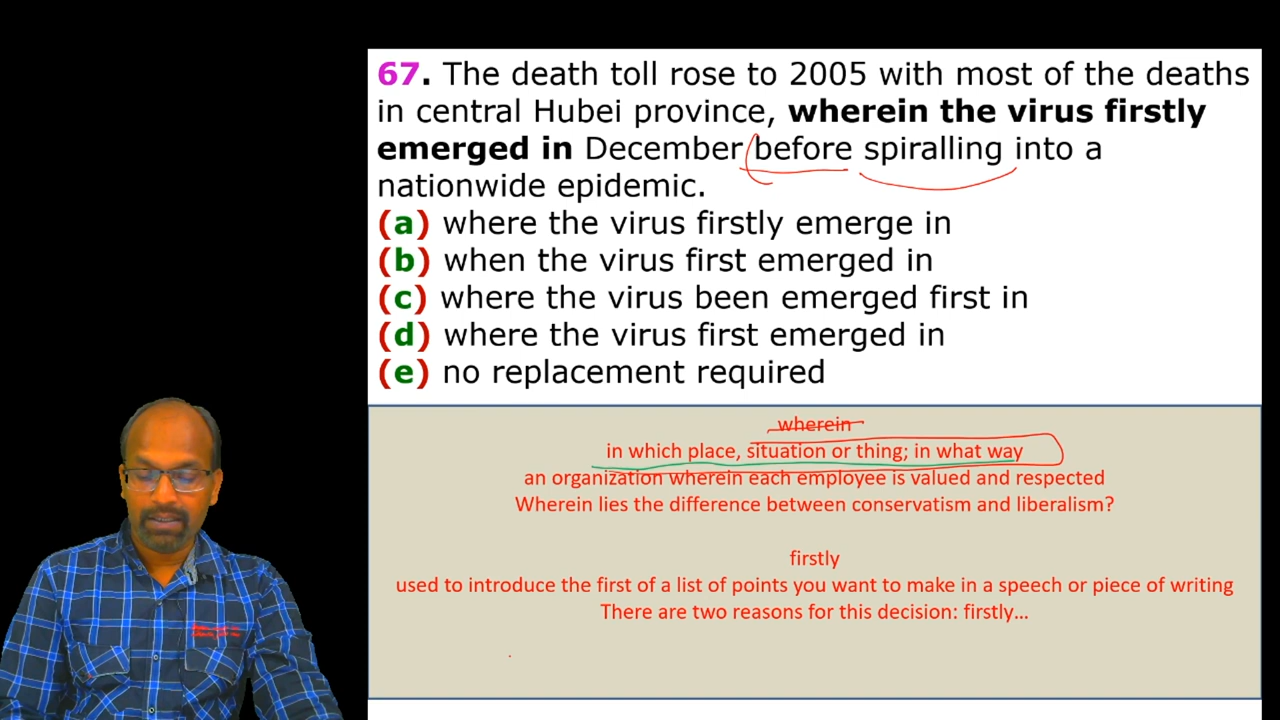 67. The death toll rose to 2005 with most of the deaths
in central Hubei province, wherein the virus firstly
emerged in December before spiralling into a
nationwide epidemic.
(a) where the virus firstly emerge in
(b) when the virus first emerged in
(c) where the virus been emerged first in
(d) where the virus first emerged in
(e) no replacement required
wherein
in which place, situation or thing; in what way
an organization wherein each employee is valued and respected
Wherein lies the difference between conservatism and liberalism?
firstly
used to introduce the first of a list of points you want to make in a speech or piece of writing
There are two reasons for this decision: firstly…